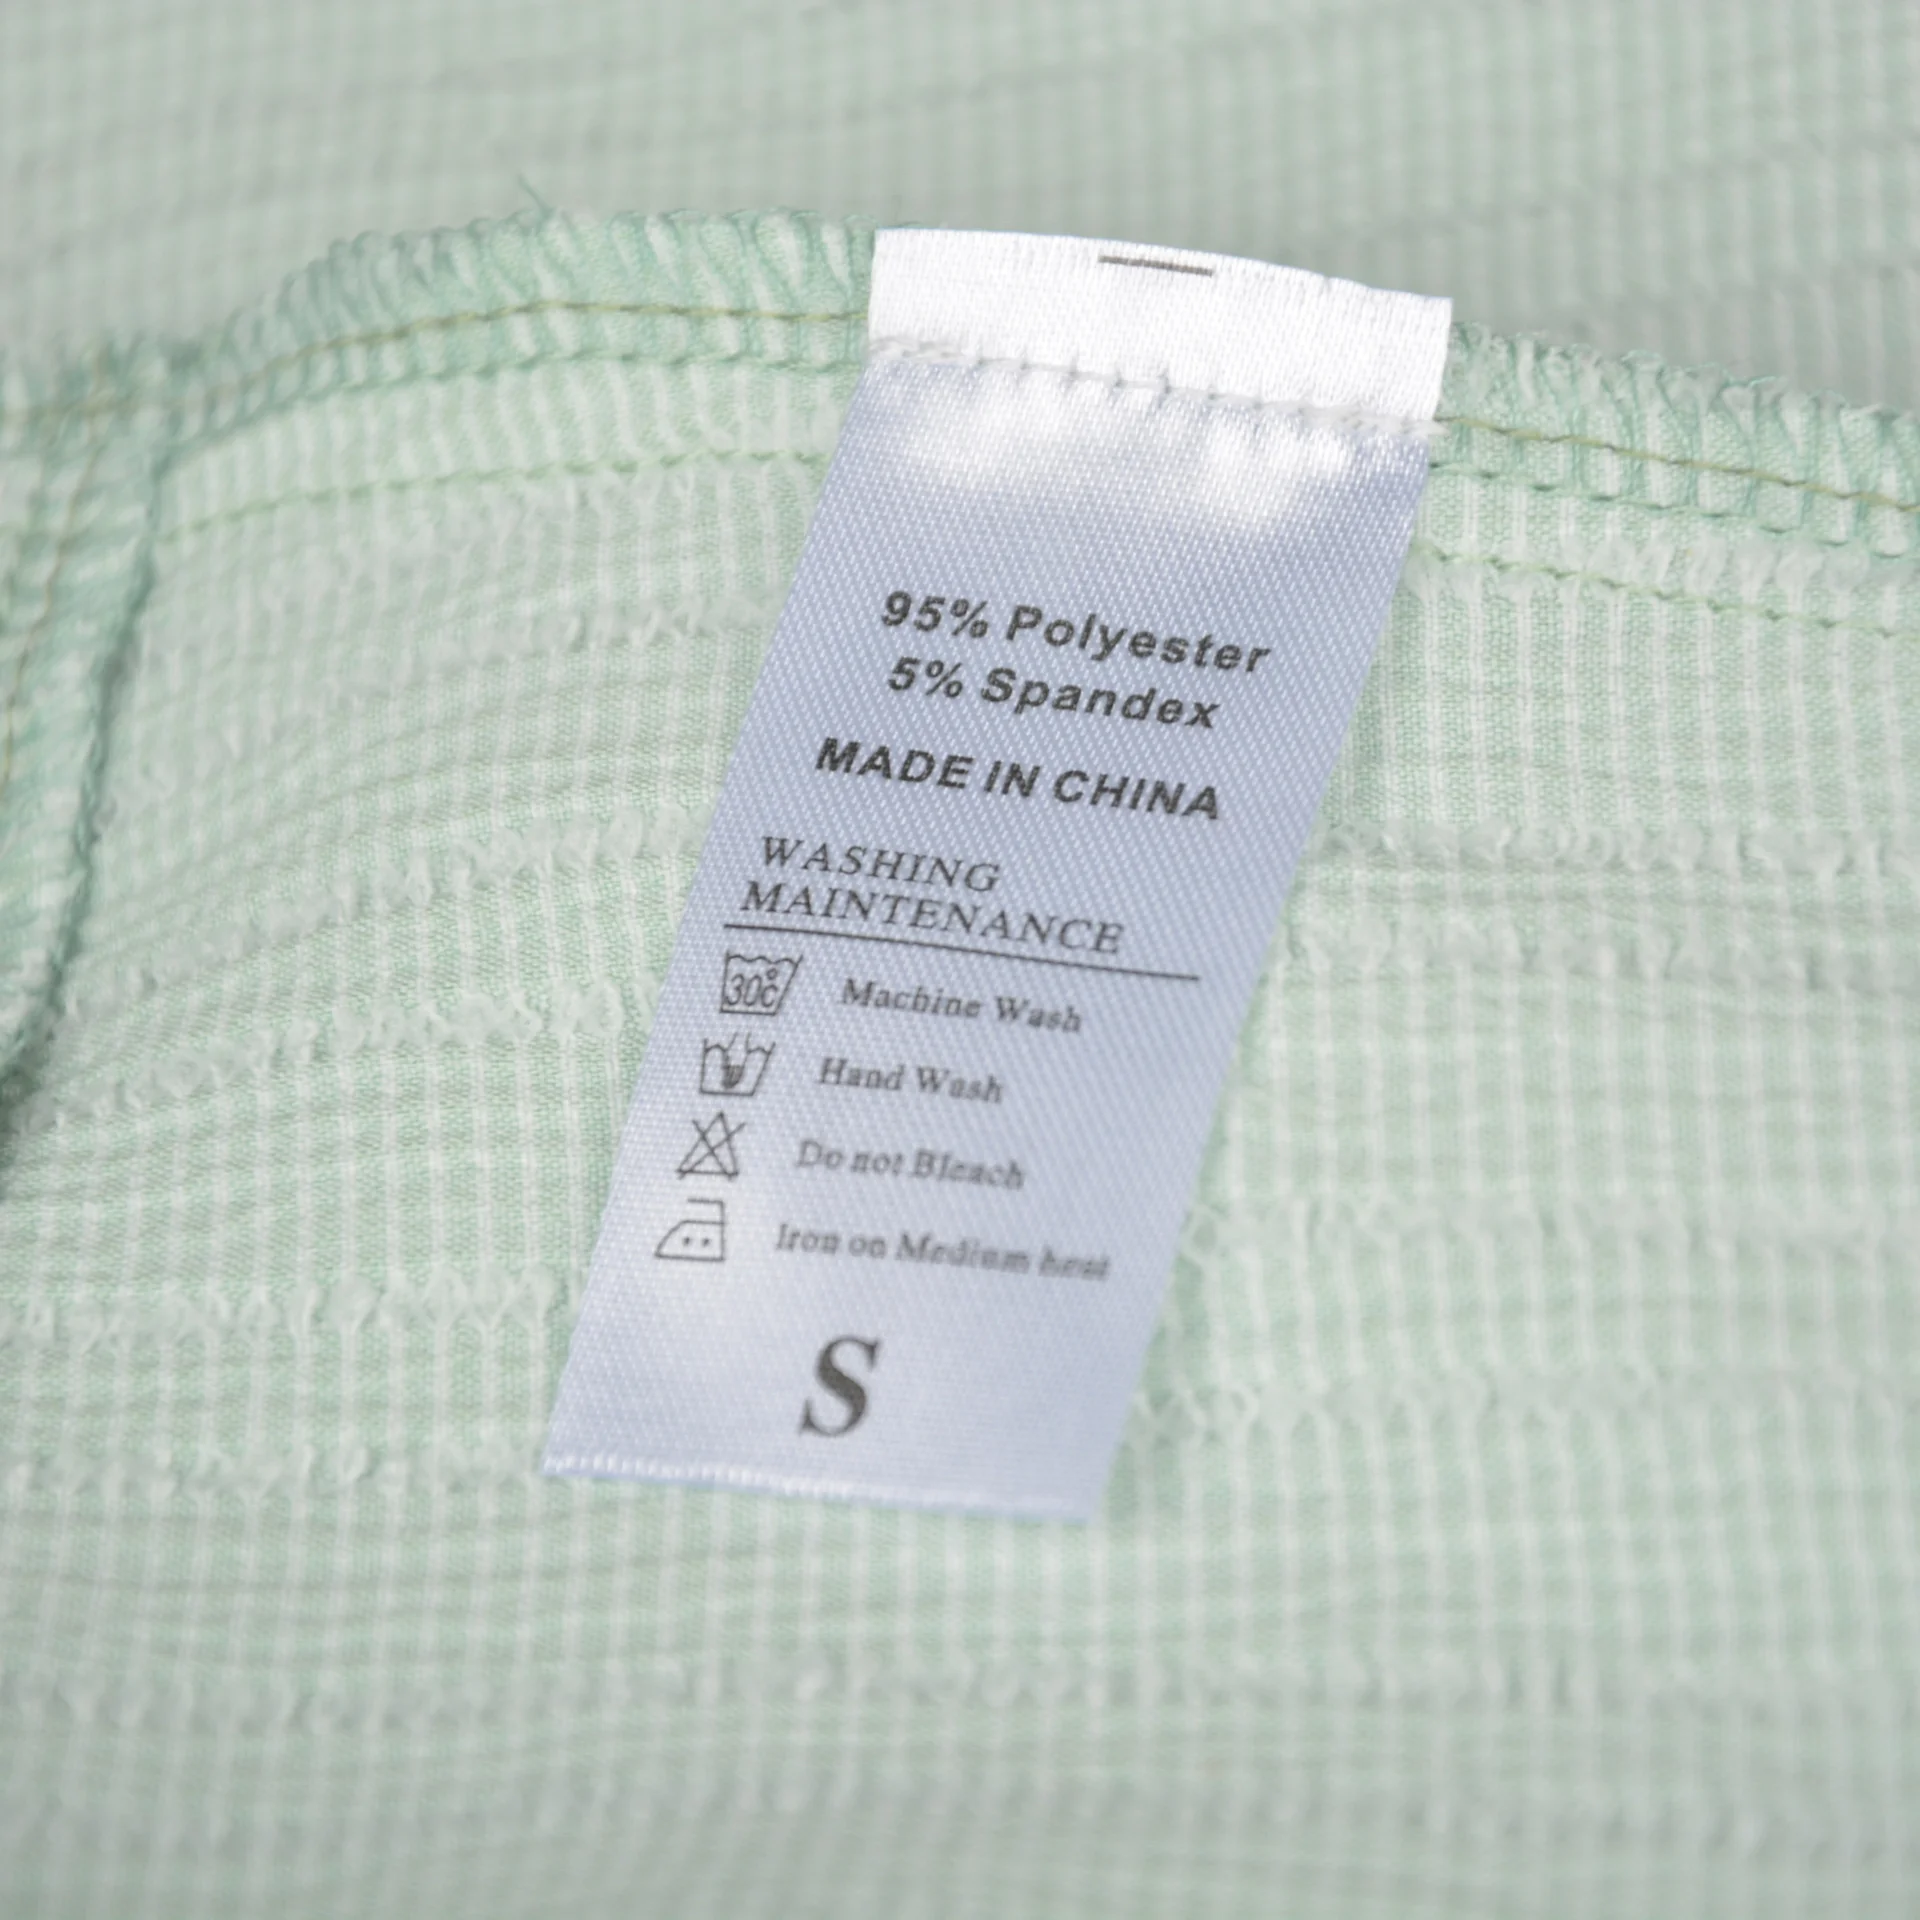 95% Polyester
5% Spandex
MADE IN CHINA
WASHING
MAINTENANCE
30°C Machine Wash
Hand Wash
Do not Bleach
Iron on Medium heat
S